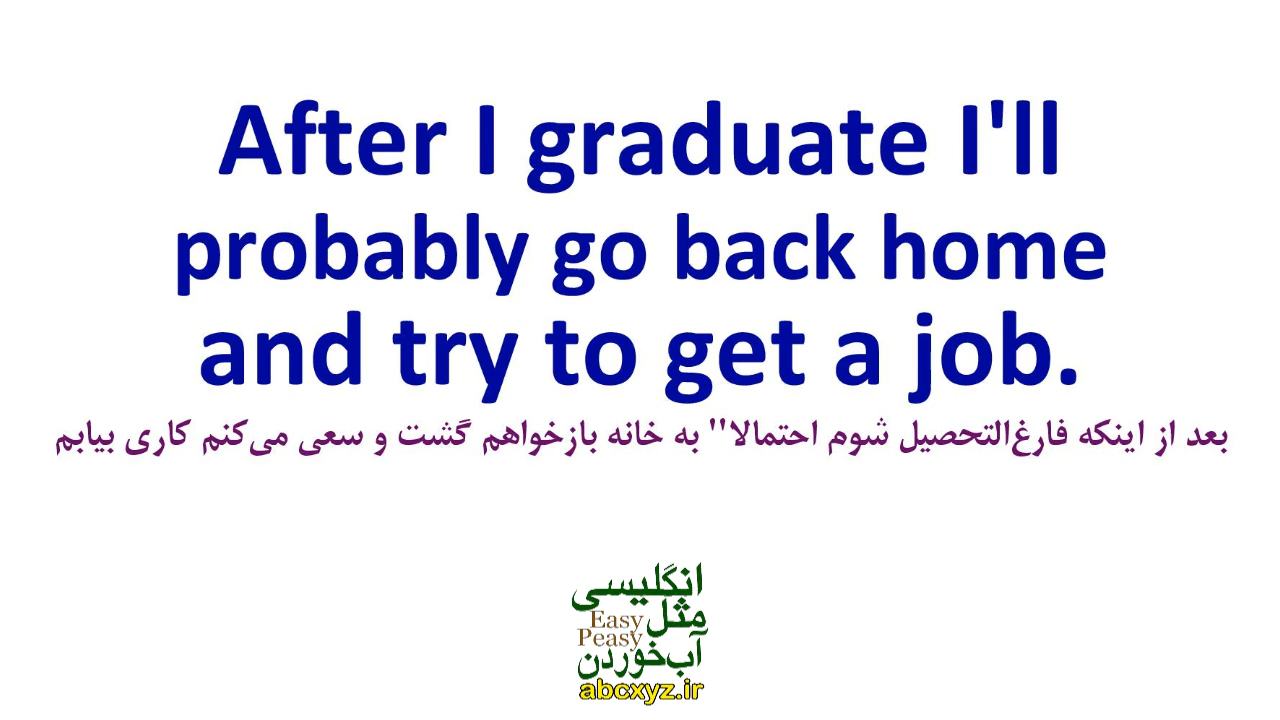 After I graduate I'll
probably go back home
and try to get a job.
بعد از اینکه فارغ‌التحصیل شوم احتمالا" به خانه بازخواهم گشت و سعی می‌کنم کاری بیابم
انگلیسی
مثل
Easy
Peasy
آب‌خوردن
abcxyz.ir